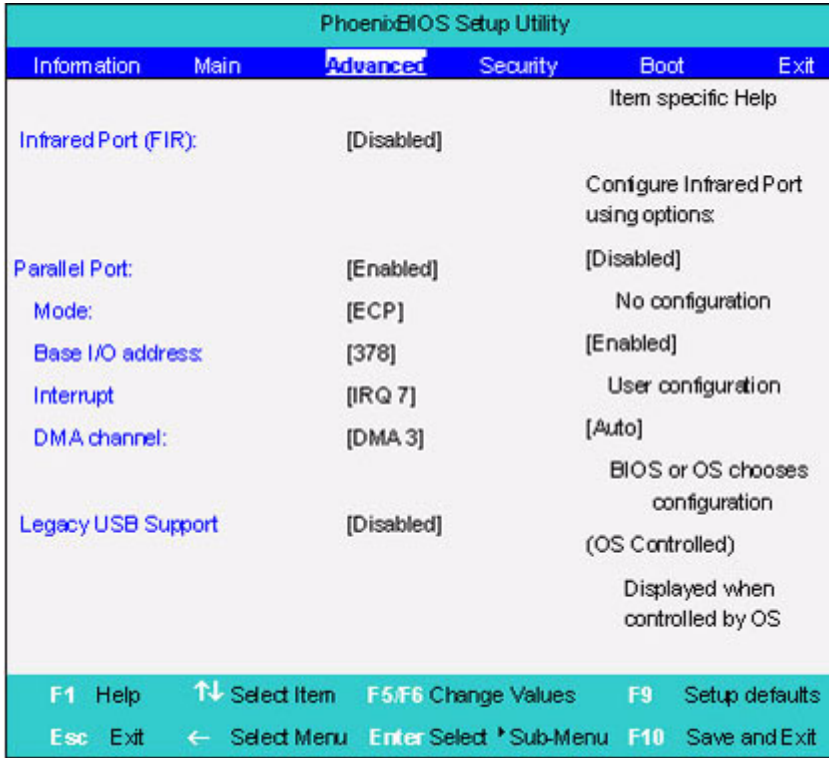 PhoenixBIOS Setup Utility
Information Main Advanced Security Boot Exit
Item specific Help
Infrared Port (FIR): [Disabled]
Configure Infrared Port
using options:
Parallel Port: [Enabled]
[Disabled]
Mode: [ECP]
No configuration
Base I/O address: [378]
[Enabled]
Interrupt [IRQ 7]
User configuration
DMA channel: [DMA 3]
[Auto]
BIOS or OS chooses
configuration
Legacy USB Support [Disabled]
(OS Controlled)
Displayed when
controlled by OS
F1 Help ↑↓ Select Item F5/F6 Change Values F9 Setup defaults
Esc Exit ← Select Menu Enter Select ▸Sub-Menu F10 Save and Exit